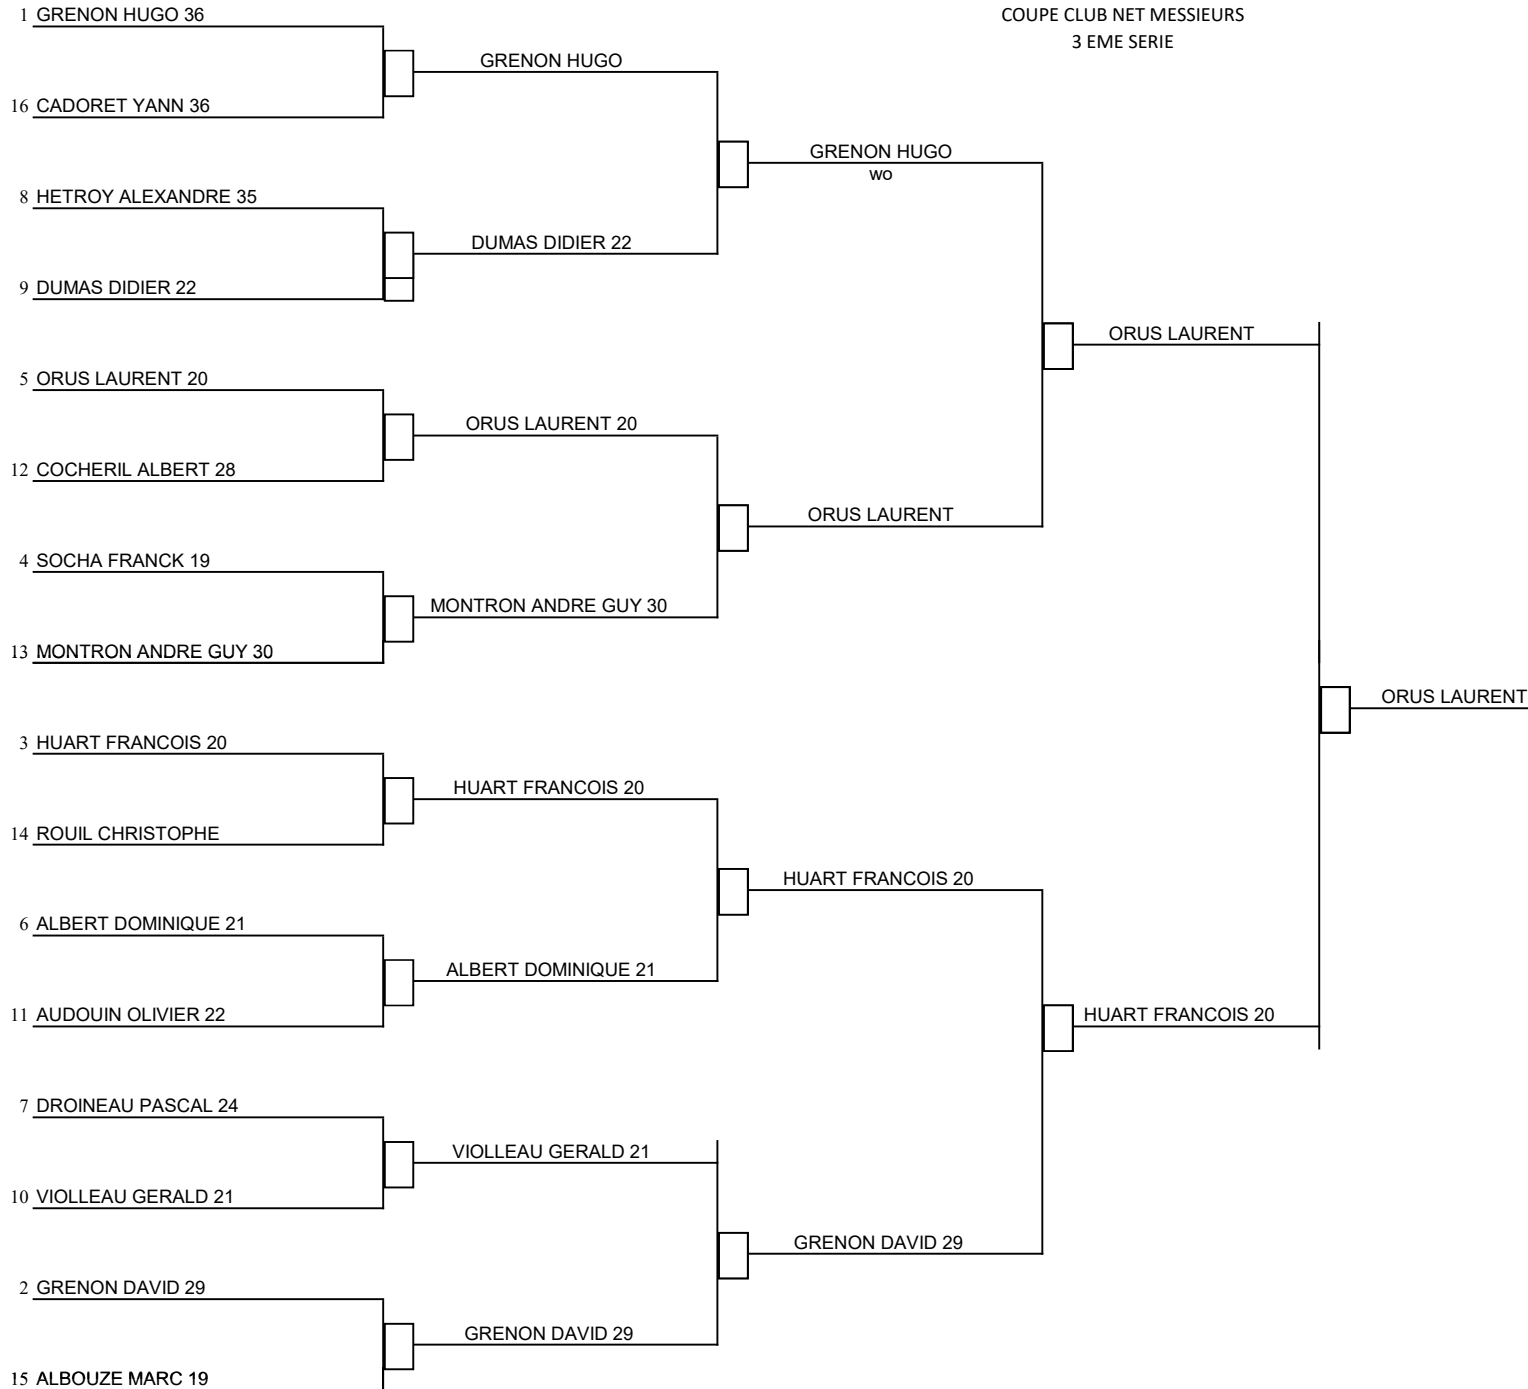 COUPE CLUB NET MESSIEURS
3 EME SERIE
1 GRENON HUGO 36
16 CADORET YANN 36
8 HETROY ALEXANDRE 35
9 DUMAS DIDIER 22
5 ORUS LAURENT 20
12 COCHERIL ALBERT 28
4 SOCHA FRANCK 19
13 MONTRON ANDRE GUY 30
3 HUART FRANCOIS 20
14 ROUIL CHRISTOPHE
6 ALBERT DOMINIQUE 21
11 AUDOUIN OLIVIER 22
7 DROINEAU PASCAL 24
10 VIOLLEAU GERALD 21
2 GRENON DAVID 29
15 ALBOUZE MARC 19
GRENON HUGO
DUMAS DIDIER 22
ORUS LAURENT 20
MONTRON ANDRE GUY 30
HUART FRANCOIS 20
ALBERT DOMINIQUE 21
VIOLLEAU GERALD 21
GRENON DAVID 29
GRENON HUGO
wo
ORUS LAURENT
HUART FRANCOIS 20
GRENON DAVID 29
ORUS LAURENT
HUART FRANCOIS 20
ORUS LAURENT